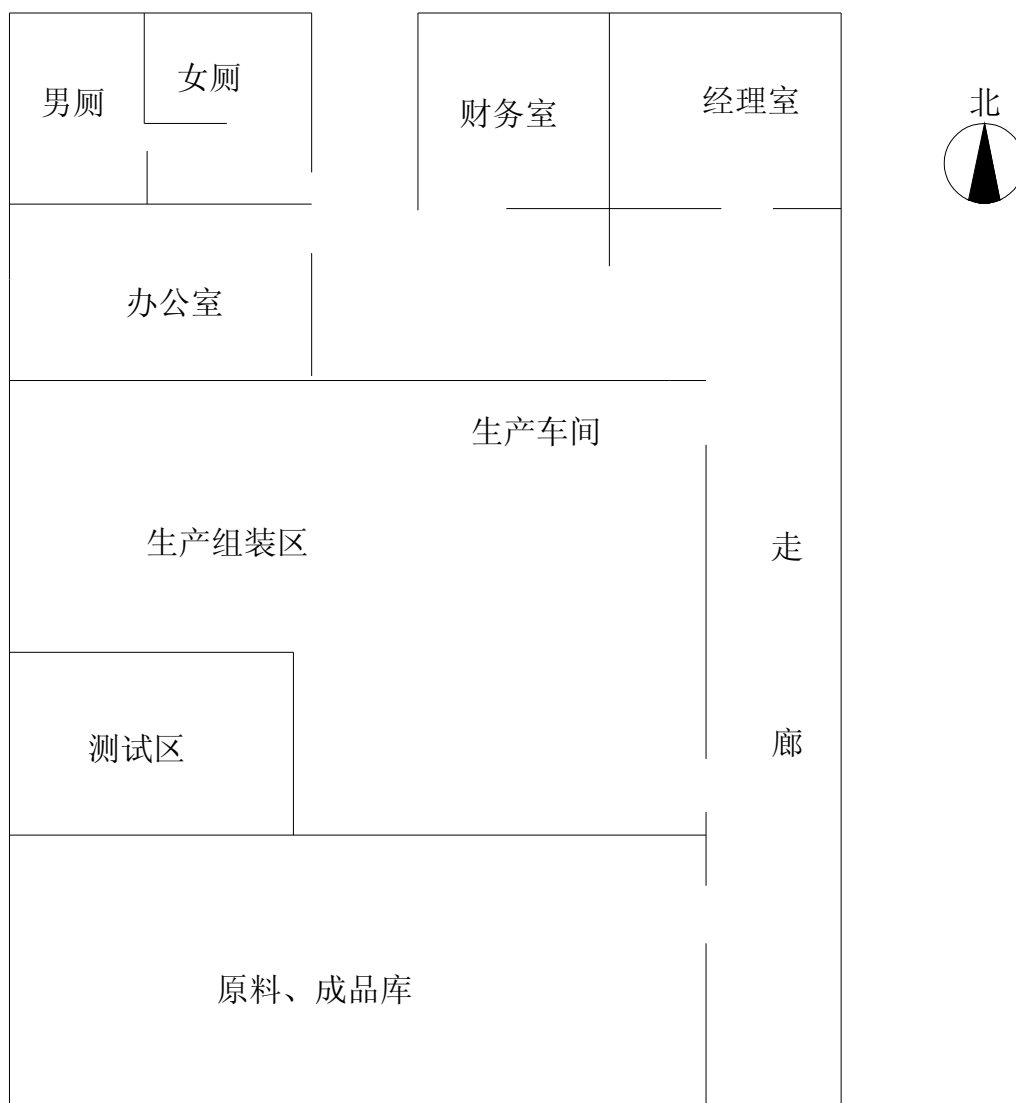 女厕
男厕
财务室
经理室
北
办公室
生产车间
生产组装区
走
廊
测试区
原料、成品库